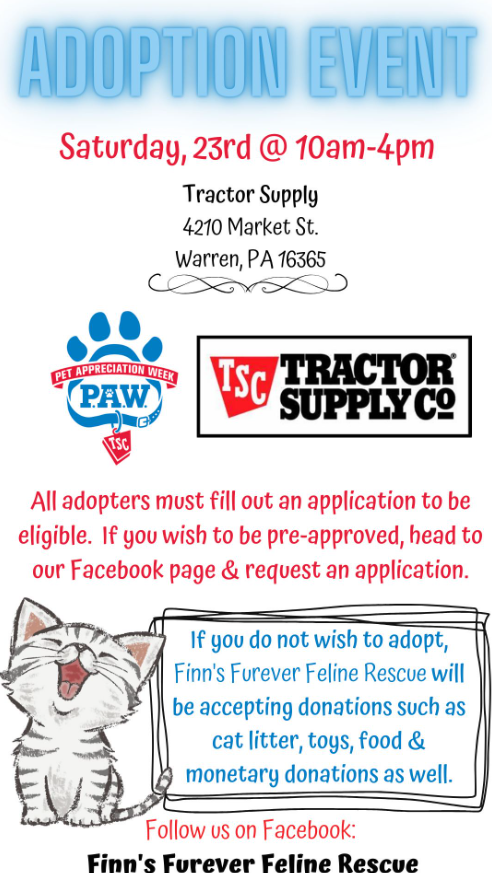 ADOPTION EVENT
Saturday, 23rd @ 10am-4pm
Tractor Supply
4210 Market St.
Warren, PA 16365
PET APPRECIATION WEEK
P.A.W.
TSC
TSC TRACTOR
SUPPLY CO
All adopters must fill out an application to be
eligible. If you wish to be pre-approved, head to
our Facebook page & request an application.
If you do not wish to adopt,
Finn's Furever Feline Rescue will
be accepting donations such as
cat litter, toys, food &
monetary donations as well.
Follow us on Facebook:
Finn's Furever Feline Rescue